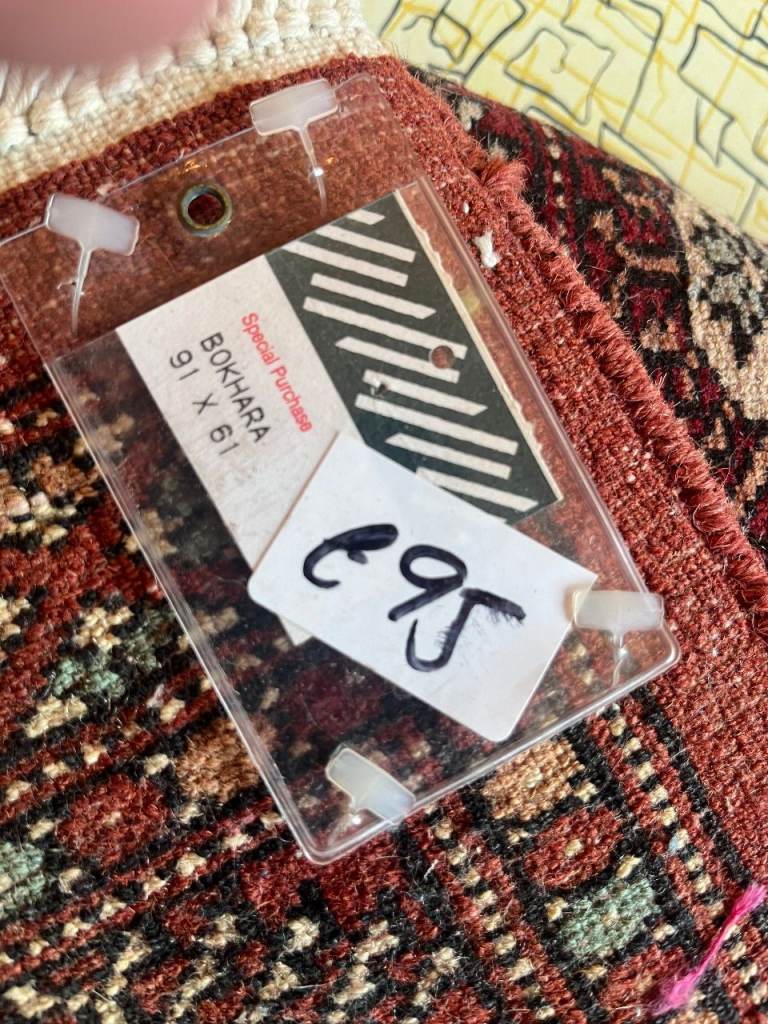 Special Purchase
BOKHARA
91 X 61
£95